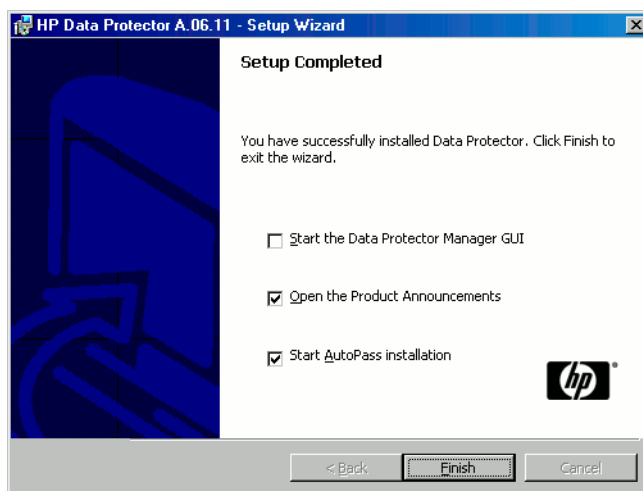 HP Data Protector A.06.11 - Setup Wizard
Setup Completed
You have successfully installed Data Protector. Click Finish to
exit the wizard.
Start the Data Protector Manager GUI
Open the Product Announcements
Start AutoPass installation
hp
< Back
Finish
Cancel